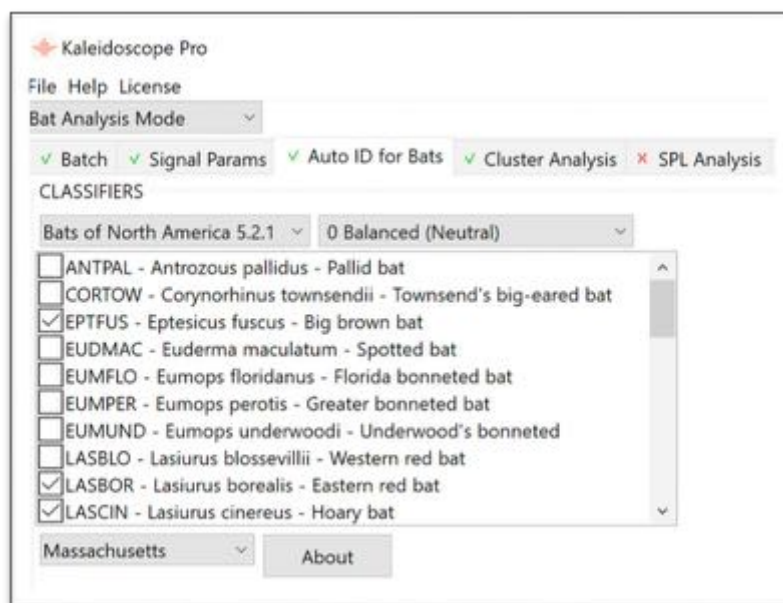 Kaleidoscope Pro
File Help License
Bat Analysis Mode
Batch Signal Params Auto ID for Bats Cluster Analysis SPL Analysis
CLASSIFIERS
Bats of North America 5.2.1 0 Balanced (Neutral)
ANTPAL - Antrozous pallidus - Pallid bat
CORTOW - Corynorhinus townsendii - Townsend's big-eared bat
EPTFUS - Eptesicus fuscus - Big brown bat
EUDMAC - Euderma maculatum - Spotted bat
EUMFLO - Eumops floridanus - Florida bonneted bat
EUMPER - Eumops perotis - Greater bonneted bat
EUMUND - Eumops underwoodi - Underwood's bonneted
LASBLO - Lasiurus blossevillii - Western red bat
LASBOR - Lasiurus borealis - Eastern red bat
LASCIN - Lasiurus cinereus - Hoary bat
Massachusetts About